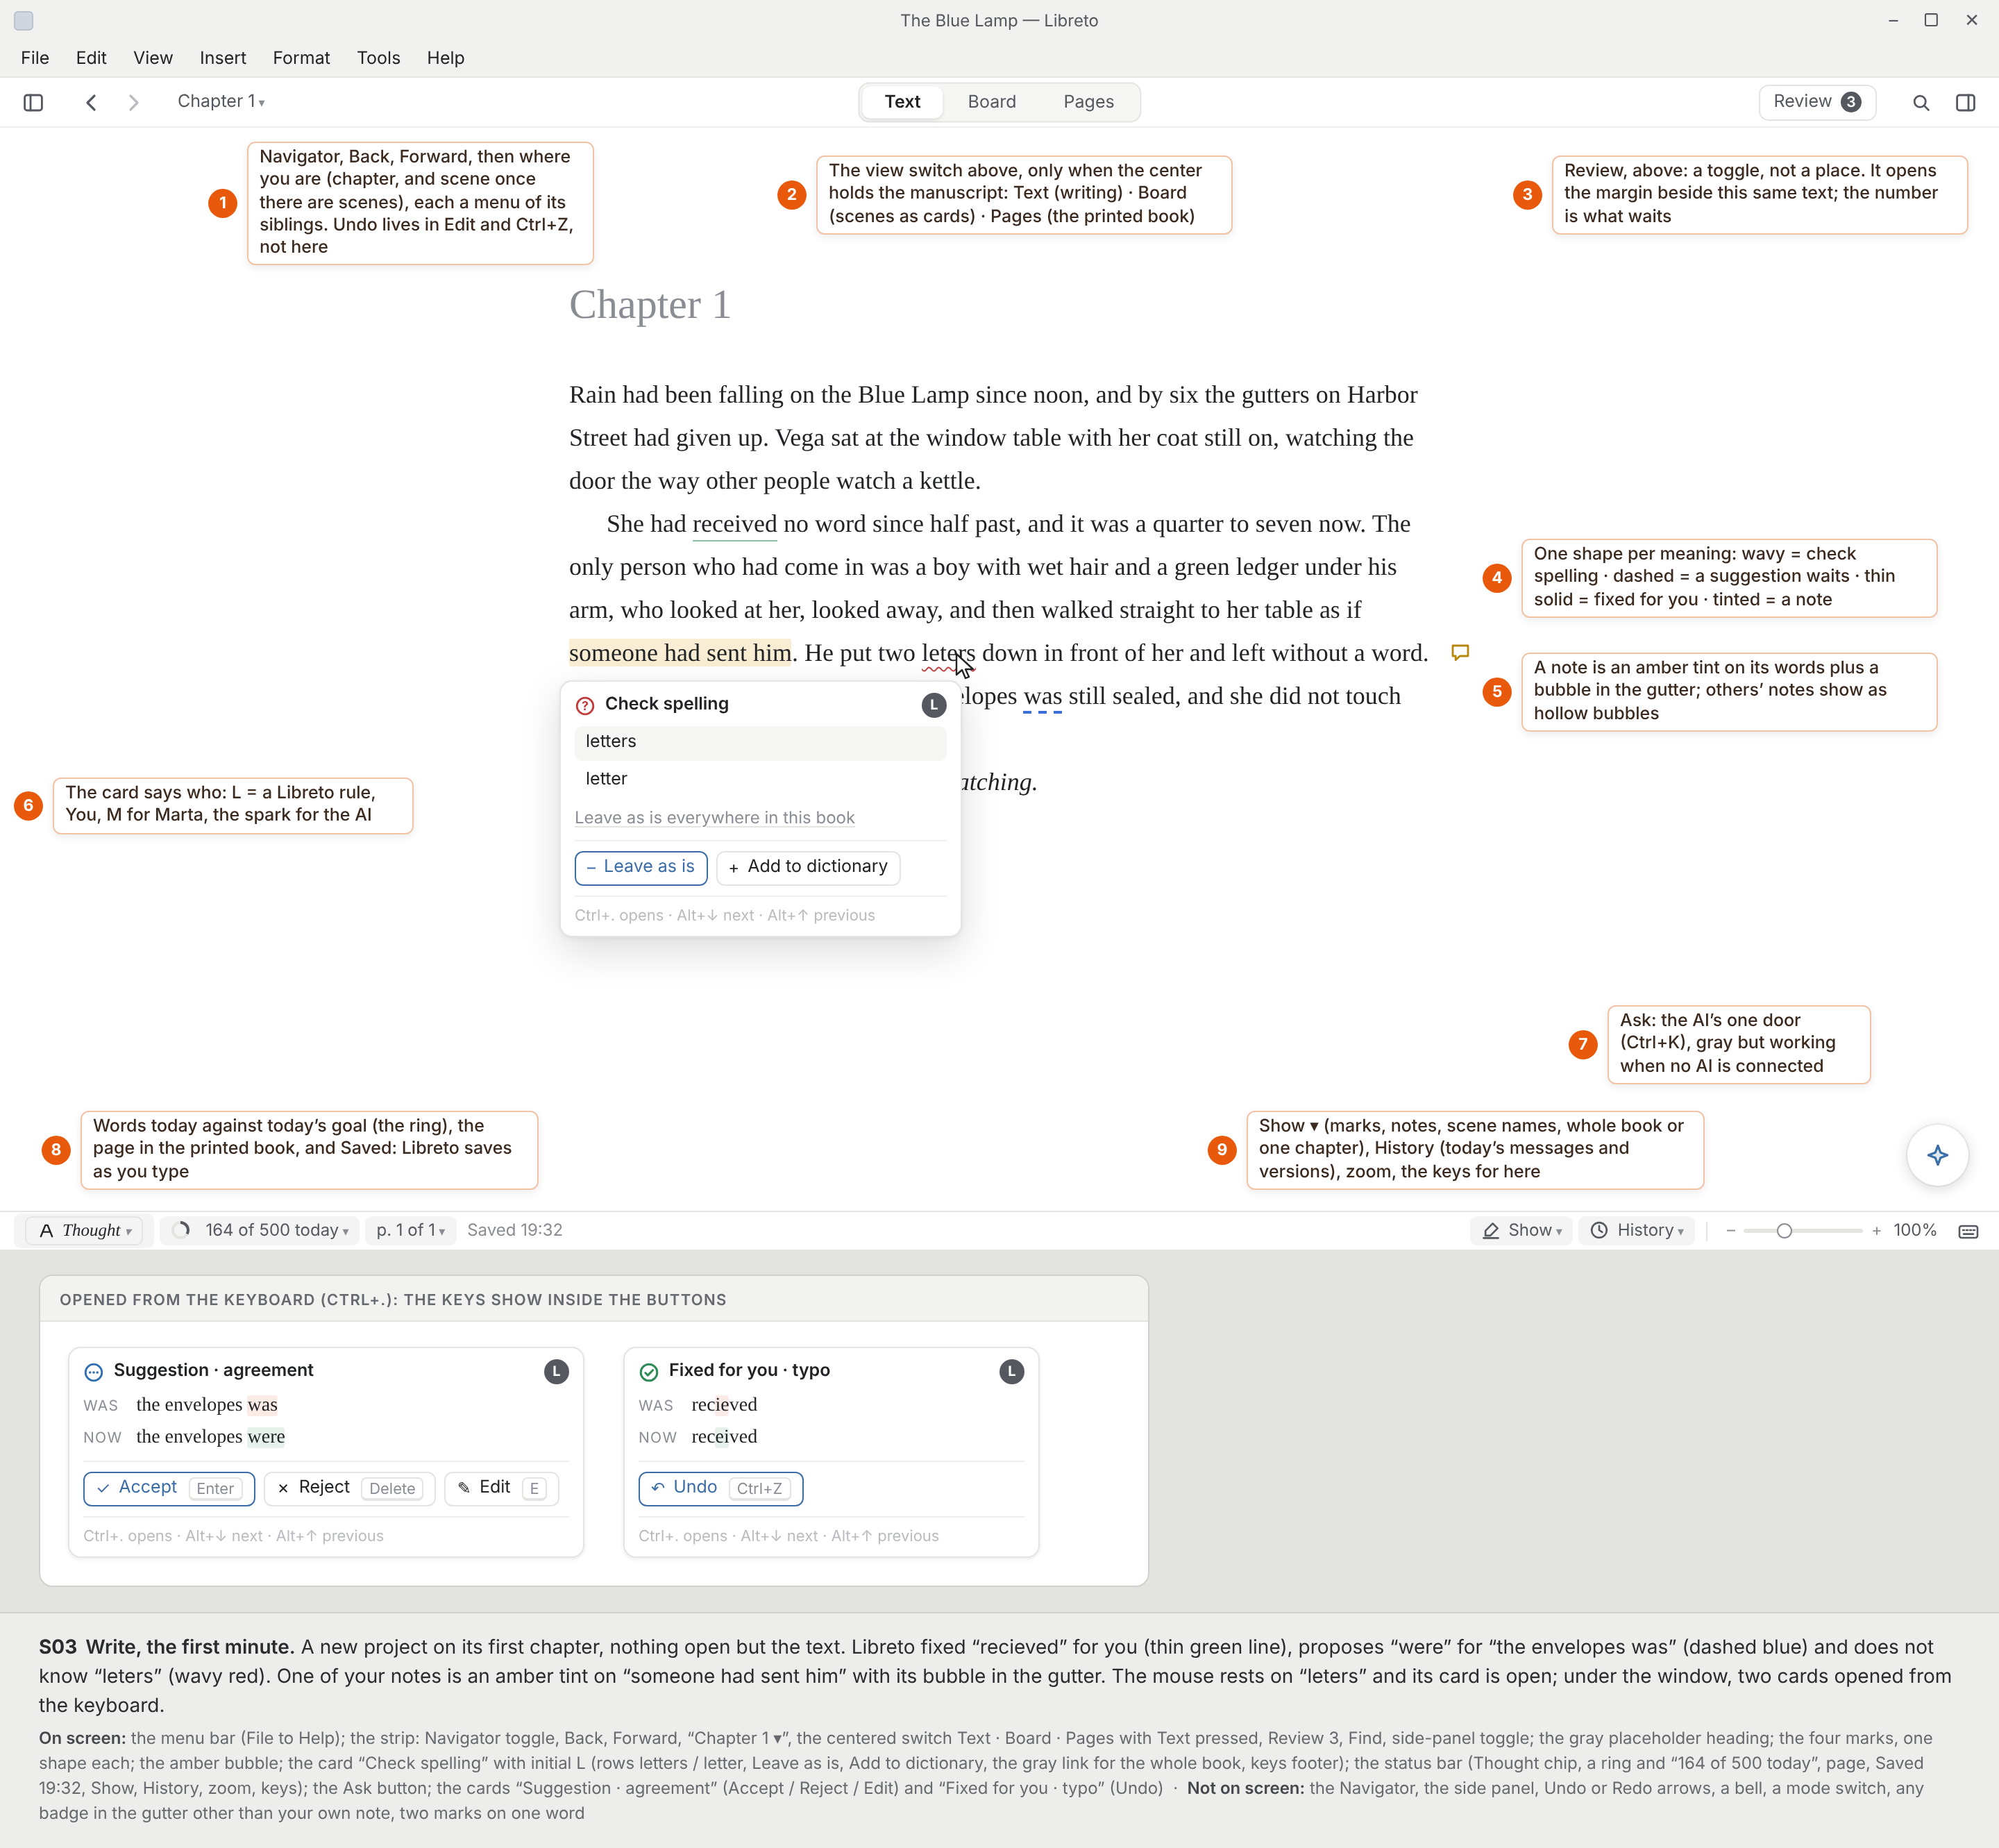 The Blue Lamp — Libreto
File Edit View Insert Format Tools Help
Chapter 1 ▾
Text Board Pages
Review 3
1
Navigator, Back, Forward, then where
you are (chapter, and scene once
there are scenes), each a menu of its
siblings. Undo lives in Edit and Ctrl+Z,
not here
2
The view switch above, only when the center
holds the manuscript: Text (writing) · Board
(scenes as cards) · Pages (the printed book)
3
Review, above: a toggle, not a place. It opens
the margin beside this same text; the number
is what waits
Chapter 1
Rain had been falling on the Blue Lamp since noon, and by six the gutters on Harbor
Street had given up. Vega sat at the window table with her coat still on, watching the
door the way other people watch a kettle.
She had received no word since half past, and it was a quarter to seven now. The
only person who had come in was a boy with wet hair and a green ledger under his
arm, who looked at her, looked away, and then walked straight to her table as if
someone had sent him. He put two leters down in front of her and left without a word.
elopes was still sealed, and she did not touch
atching.
4
One shape per meaning: wavy = check
spelling · dashed = a suggestion waits · thin
solid = fixed for you · tinted = a note
5
A note is an amber tint on its words plus a
bubble in the gutter; others’ notes show as
hollow bubbles
Check spelling L
letters
letter
Leave as is everywhere in this book
– Leave as is + Add to dictionary
Ctrl+. opens · Alt+↓ next · Alt+↑ previous
6
The card says who: L = a Libreto rule,
You, M for Marta, the spark for the AI
7
Ask: the AI’s one door
(Ctrl+K), gray but working
when no AI is connected
8
Words today against today’s goal (the ring), the
page in the printed book, and Saved: Libreto saves
as you type
9
Show ▾ (marks, notes, scene names, whole book or
one chapter), History (today’s messages and
versions), zoom, the keys for here
A Thought ▾ 164 of 500 today ▾ p. 1 of 1 ▾ Saved 19:32
Show ▾ History ▾ − + 100%
OPENED FROM THE KEYBOARD (CTRL+.): THE KEYS SHOW INSIDE THE BUTTONS
Suggestion · agreement L
WAS the envelopes was
NOW the envelopes were
✓ Accept Enter × Reject Delete ✎ Edit E
Ctrl+. opens · Alt+↓ next · Alt+↑ previous
Fixed for you · typo L
WAS recieved
NOW received
↶ Undo Ctrl+Z
Ctrl+. opens · Alt+↓ next · Alt+↑ previous
S03 Write, the first minute. A new project on its first chapter, nothing open but the text. Libreto fixed “recieved” for you (thin green line), proposes “were” for “the envelopes was” (dashed blue) and does not
know “leters” (wavy red). One of your notes is an amber tint on “someone had sent him” with its bubble in the gutter. The mouse rests on “leters” and its card is open; under the window, two cards opened from
the keyboard.
On screen: the menu bar (File to Help); the strip: Navigator toggle, Back, Forward, “Chapter 1 ▾”, the centered switch Text · Board · Pages with Text pressed, Review 3, Find, side-panel toggle; the gray placeholder heading; the four marks, one
shape each; the amber bubble; the card “Check spelling” with initial L (rows letters / letter, Leave as is, Add to dictionary, the gray link for the whole book, keys footer); the status bar (Thought chip, a ring and “164 of 500 today”, page, Saved
19:32, Show, History, zoom, keys); the Ask button; the cards “Suggestion · agreement” (Accept / Reject / Edit) and “Fixed for you · typo” (Undo) · Not on screen: the Navigator, the side panel, Undo or Redo arrows, a bell, a mode switch, any
badge in the gutter other than your own note, two marks on one word